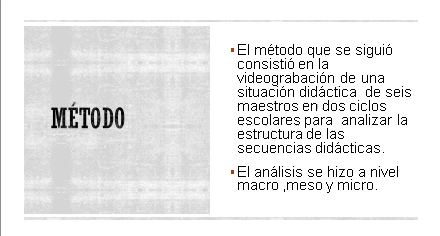 MÉTODO
▪El método que se siguió
consistió en la
videograbación de una
situación didáctica  de seis
maestros en dos ciclos
escolares para  analizar la
estructura de las
secuencias didácticas.
▪El análisis se hizo a nivel
macro ,meso y micro.